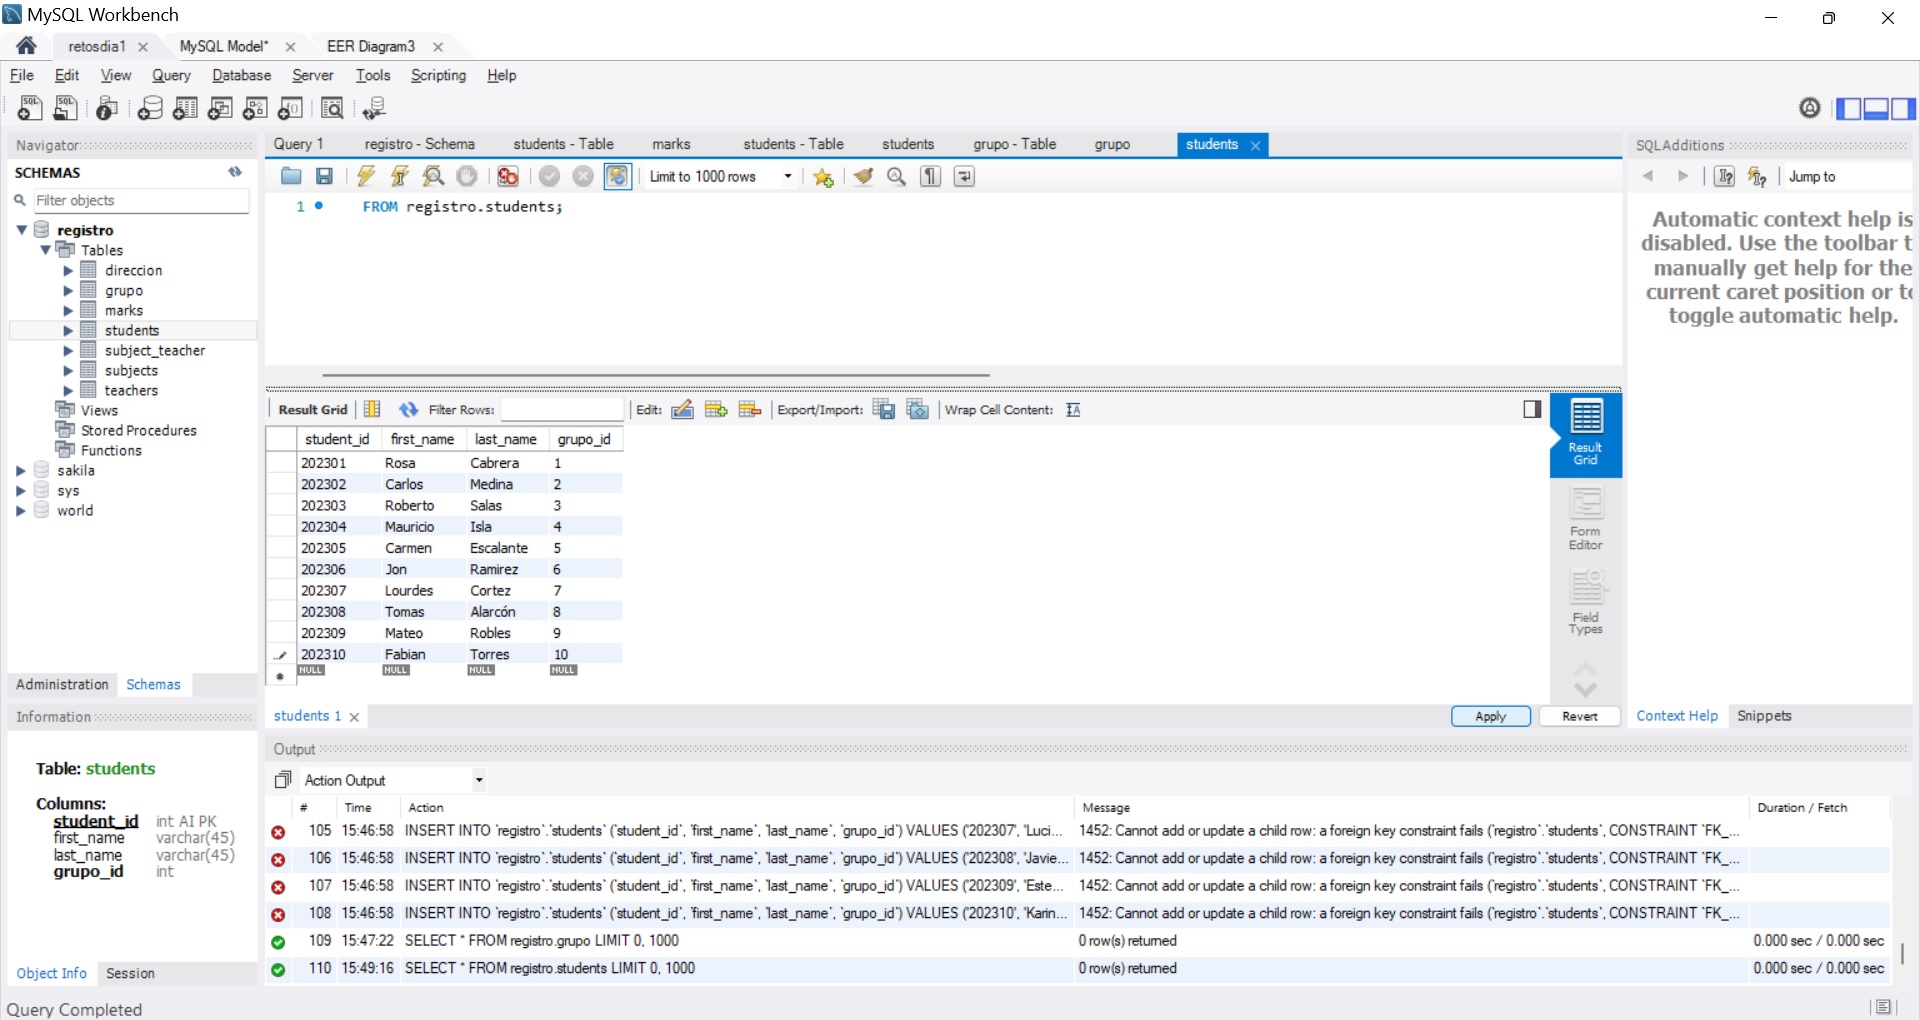 MySQL Workbench
retosdia1 MySQL Model* EER Diagram3
File Edit View Query Database Server Tools Scripting Help
Navigator
SCHEMAS
Filter objects
registro
Tables
direccion
grupo
marks
students
subject_teacher
subjects
teachers
Views
Stored Procedures
Functions
sakila
sys
world
Administration Schemas
Information
Table: students
Columns:
student_id int AI PK
first_name varchar(45)
last_name varchar(45)
grupo_id int
Object Info Session
Query 1 registro - Schema students - Table marks students - Table students grupo - Table grupo students
Limit to 1000 rows
1 FROM registro.students;
Result Grid Filter Rows: Edit: Export/Import: Wrap Cell Content:
student_id first_name last_name grupo_id
202301 Rosa Cabrera 1
202302 Carlos Medina 2
202303 Roberto Salas 3
202304 Mauricio Isla 4
202305 Carmen Escalante 5
202306 Jon Ramirez 6
202307 Lourdes Cortez 7
202308 Tomas Alarcón 8
202309 Mateo Robles 9
202310 Fabian Torres 10
NULL NULL NULL NULL
Result
Grid
Form
Editor
Field
Types
students 1 Apply Revert
SQLAdditions
Jump to
Automatic context help is
disabled. Use the toolbar t
manually get help for the
current caret position or to
toggle automatic help.
Context Help Snippets
Output
Action Output
# Time Action Message Duration / Fetch
105 15:46:58 INSERT INTO `registro`.`students` (`student_id`, `first_name`, `last_name`, `grupo_id`) VALUES ('202307', 'Luci... 1452: Cannot add or update a child row: a foreign key constraint fails (`registro`.`students`, CONSTRAINT `FK_...
106 15:46:58 INSERT INTO `registro`.`students` (`student_id`, `first_name`, `last_name`, `grupo_id`) VALUES ('202308', 'Javie... 1452: Cannot add or update a child row: a foreign key constraint fails (`registro`.`students`, CONSTRAINT `FK_...
107 15:46:58 INSERT INTO `registro`.`students` (`student_id`, `first_name`, `last_name`, `grupo_id`) VALUES ('202309', 'Este... 1452: Cannot add or update a child row: a foreign key constraint fails (`registro`.`students`, CONSTRAINT `FK_...
108 15:46:58 INSERT INTO `registro`.`students` (`student_id`, `first_name`, `last_name`, `grupo_id`) VALUES ('202310', 'Karin... 1452: Cannot add or update a child row: a foreign key constraint fails (`registro`.`students`, CONSTRAINT `FK_...
109 15:47:22 SELECT * FROM registro.grupo LIMIT 0, 1000 0 row(s) returned 0.000 sec / 0.000 sec
110 15:49:16 SELECT * FROM registro.students LIMIT 0, 1000 0 row(s) returned 0.000 sec / 0.000 sec
Query Completed